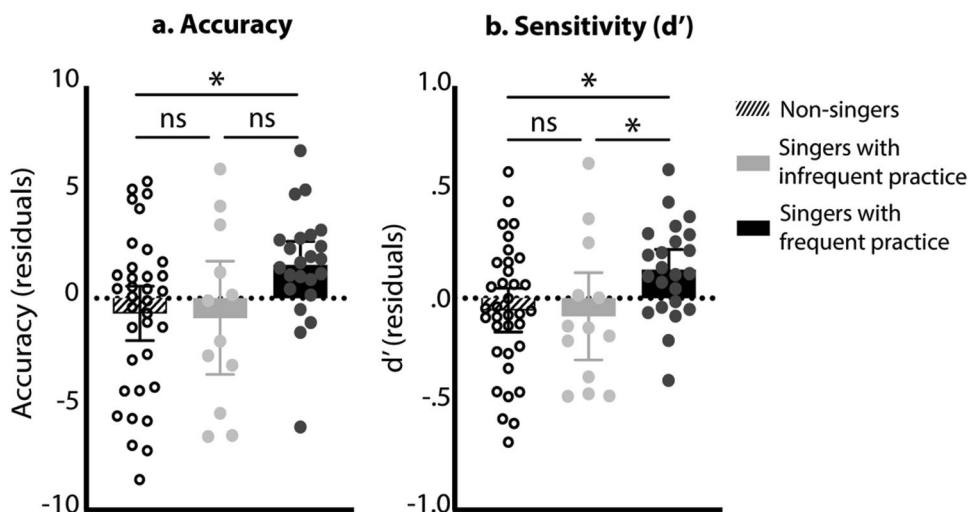 a. Accuracy
b. Sensitivity (d′)
10
5
0
-5
-10
Accuracy (residuals)
*
ns
ns
1.0
.5
.0
-.5
-1.0
d′ (residuals)
*
ns
*
Non-singers
Singers with
infrequent practice
Singers with
frequent practice